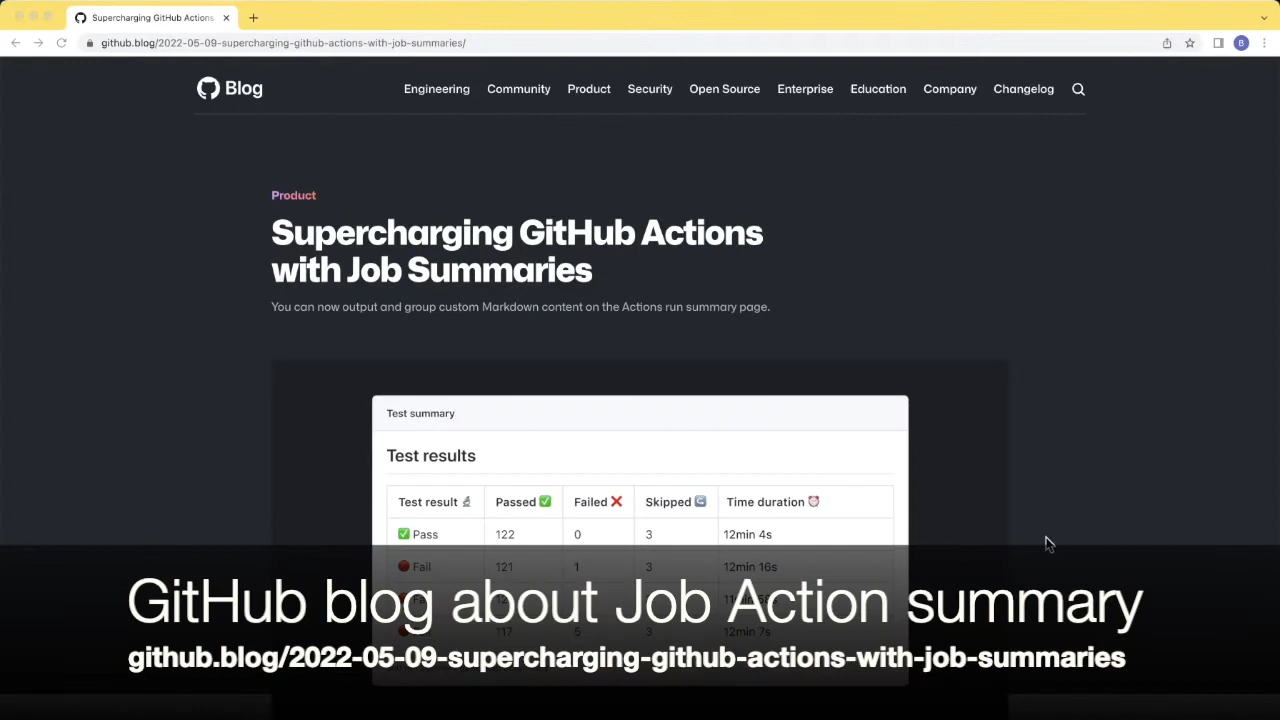 Supercharging GitHub Actions
github.blog/2022-05-09-supercharging-github-actions-with-job-summaries/
B
Blog
Engineering Community Product Security Open Source Enterprise Education Company Changelog
Product
Supercharging GitHub Actions
with Job Summaries
You can now output and group custom Markdown content on the Actions run summary page.
Test summary
Test results
Test result Passed Failed Skipped Time duration
Pass 122 0 3 12min 4s
Fail 121 1 3 12min 16s
GitHub blog about Job Action summary
117 5 3 12min 7s
github.blog/2022-05-09-supercharging-github-actions-with-job-summaries